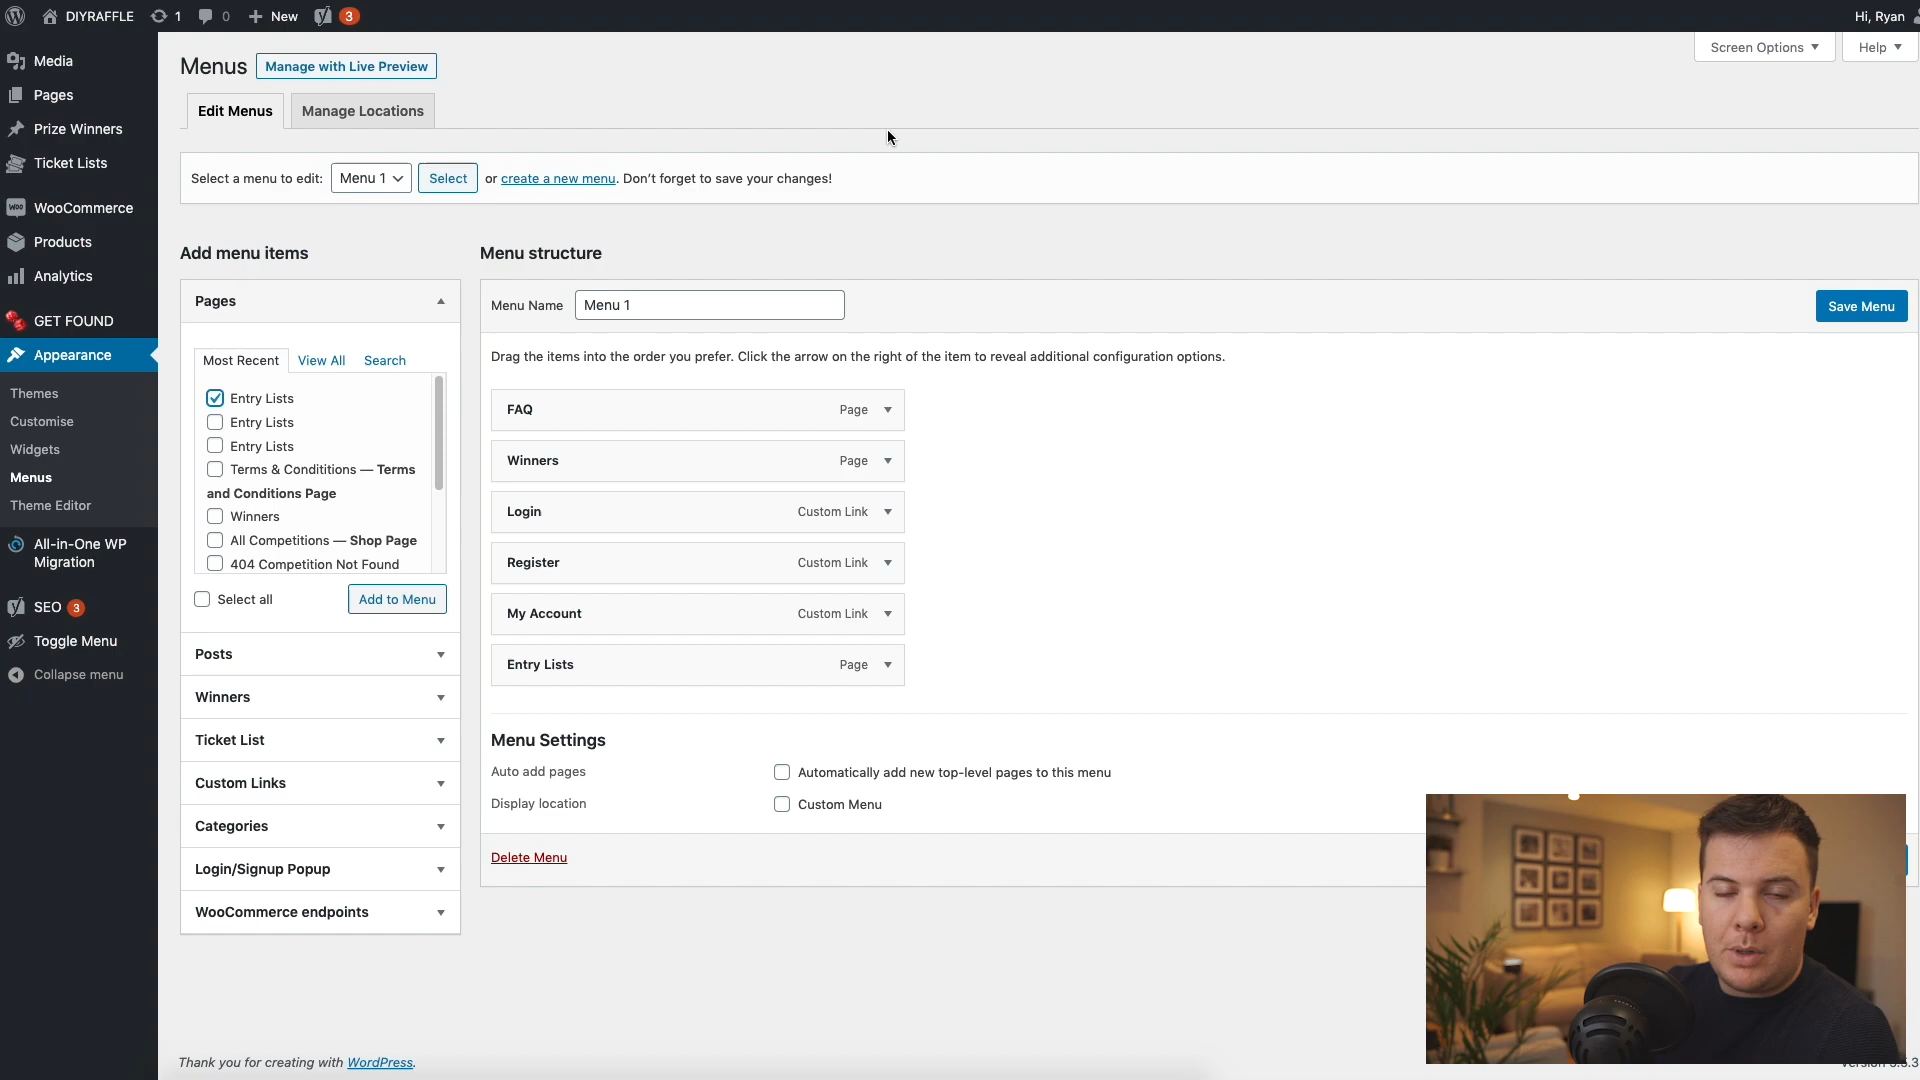 DIYRAFFLE 1 0 New 3 Hi, Ryan
Media
Pages
Prize Winners
Ticket Lists
WooCommerce
Products
Analytics
GET FOUND
Appearance
Themes
Customise
Widgets
Menus
Theme Editor
All-in-One WP
Migration
SEO 3
Toggle Menu
Collapse menu
Screen Options Help
Menus Manage with Live Preview
Edit Menus Manage Locations
Select a menu to edit: Menu 1 Select or create a new menu. Don't forget to save your changes!
Add menu items
Pages
Most Recent View All Search
Entry Lists
Entry Lists
Entry Lists
Terms & Condititions — Terms
and Conditions Page
Winners
All Competitions — Shop Page
404 Competition Not Found
Select all Add to Menu
Posts
Winners
Ticket List
Custom Links
Categories
Login/Signup Popup
WooCommerce endpoints
Menu structure
Menu Name Menu 1 Save Menu
Drag the items into the order you prefer. Click the arrow on the right of the item to reveal additional configuration options.
FAQ Page
Winners Page
Login Custom Link
Register Custom Link
My Account Custom Link
Entry Lists Page
Menu Settings
Auto add pages Automatically add new top-level pages to this menu
Display location Custom Menu
Delete Menu
Thank you for creating with WordPress.